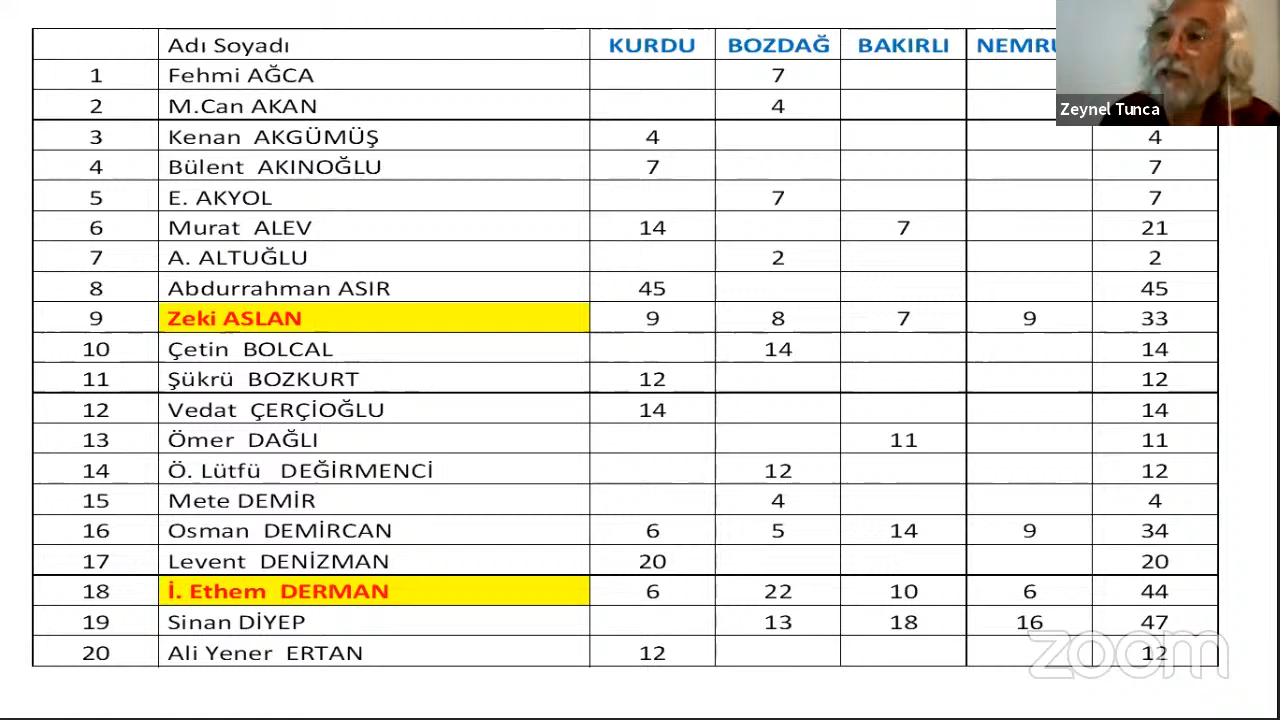 Adı Soyadı KURDU BOZDAĞ BAKIRLI NEMRU
1 Fehmi AĞCA 7
2 M.Can AKAN 4
Zeynel Tunca
3 Kenan AKGÜMÜŞ 4 4
4 Bülent AKINOĞLU 7 7
5 E. AKYOL 7 7
6 Murat ALEV 14 7 21
7 A. ALTUĞLU 2 2
8 Abdurrahman ASIR 45 45
9 Zeki ASLAN 9 8 7 9 33
10 Çetin BOLCAL 14 14
11 Şükrü BOZKURT 12 12
12 Vedat ÇERÇİOĞLU 14 14
13 Ömer DAĞLI 11 11
14 Ö. Lütfü DEĞİRMENCİ 12 12
15 Mete DEMİR 4 4
16 Osman DEMİRCAN 6 5 14 9 34
17 Levent DENİZMAN 20 20
18 İ. Ethem DERMAN 6 22 10 6 44
19 Sinan DİYEP 13 18 16 47
20 Ali Yener ERTAN 12 12
zoom